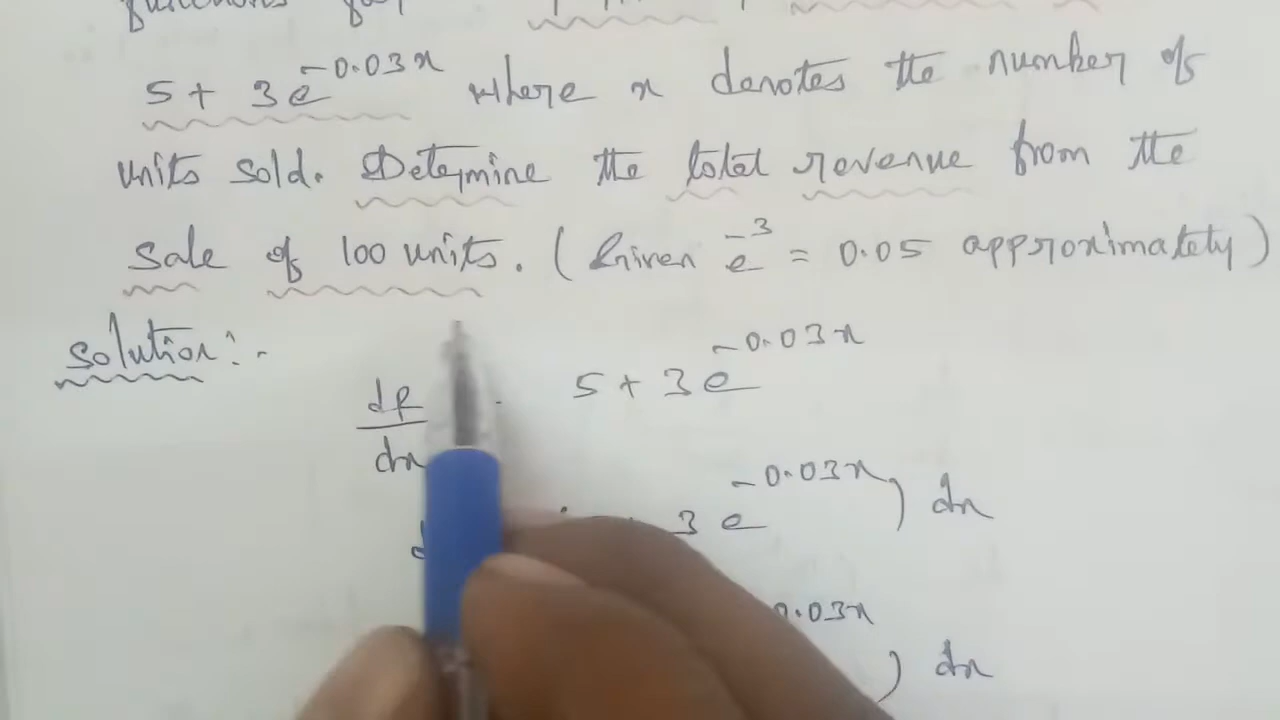 functions for
5 + 3e^{-0.03x} where x denotes the number of
units sold. Determine the total revenue from the
sale of 100 units. (Given e^{-3} = 0.05 approximately)
Solution:-
dR/dx 5 + 3e^{-0.03x}
3e^{-0.03x}) dx
0.03x
) dx